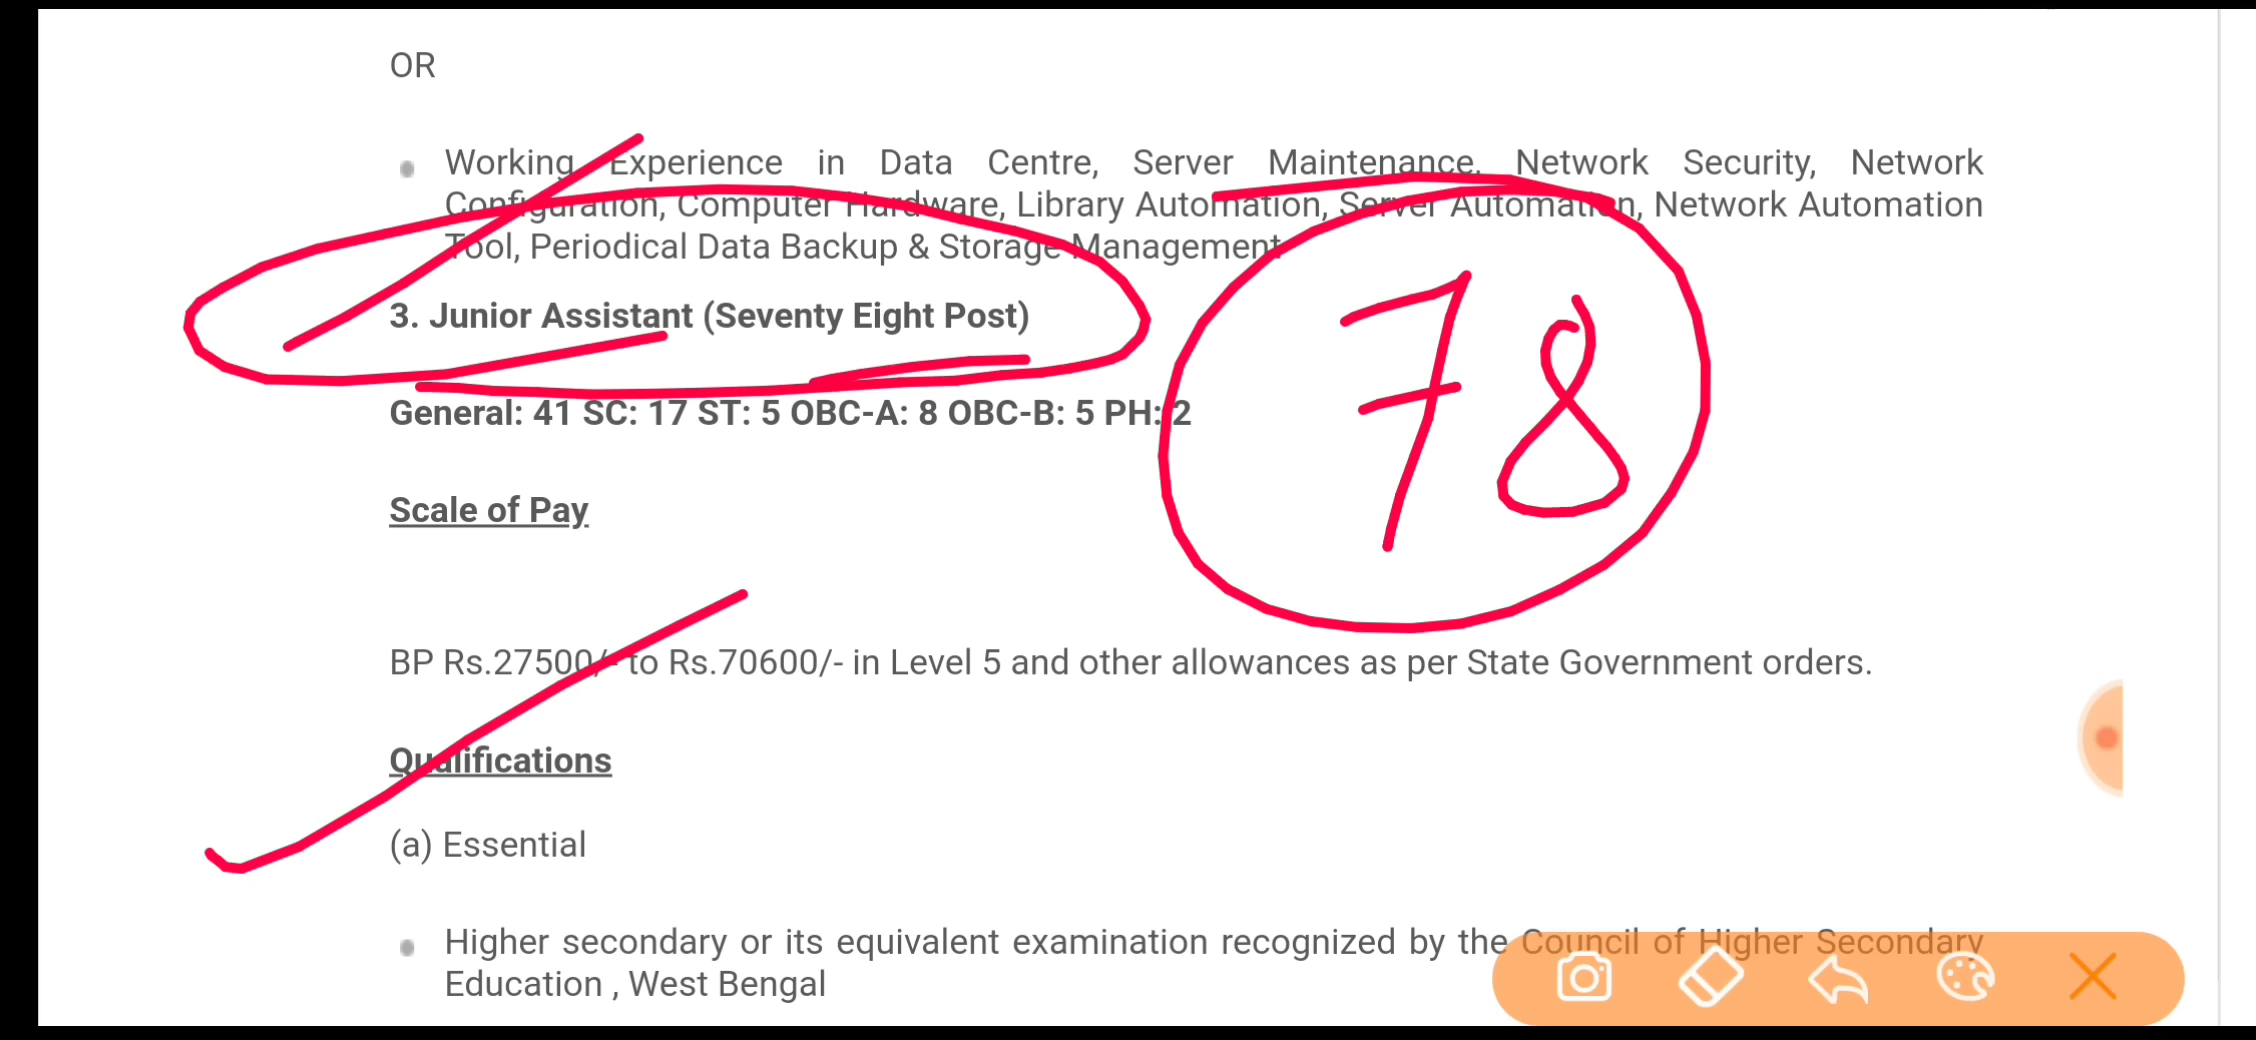 OR
Working Experience in Data Centre, Server Maintenance, Network Security, Network
Configuration, Computer Hardware, Library Automation, Server Automation, Network Automation
Tool, Periodical Data Backup & Storage Management
3. Junior Assistant (Seventy Eight Post)
78
General: 41 SC: 17 ST: 5 OBC-A: 8 OBC-B: 5 PH: 2
Scale of Pay
BP Rs.27500/- to Rs.70600/- in Level 5 and other allowances as per State Government orders.
Qualifications
(a) Essential
Higher secondary or its equivalent examination recognized by the Council of Higher Secondary
Education , West Bengal